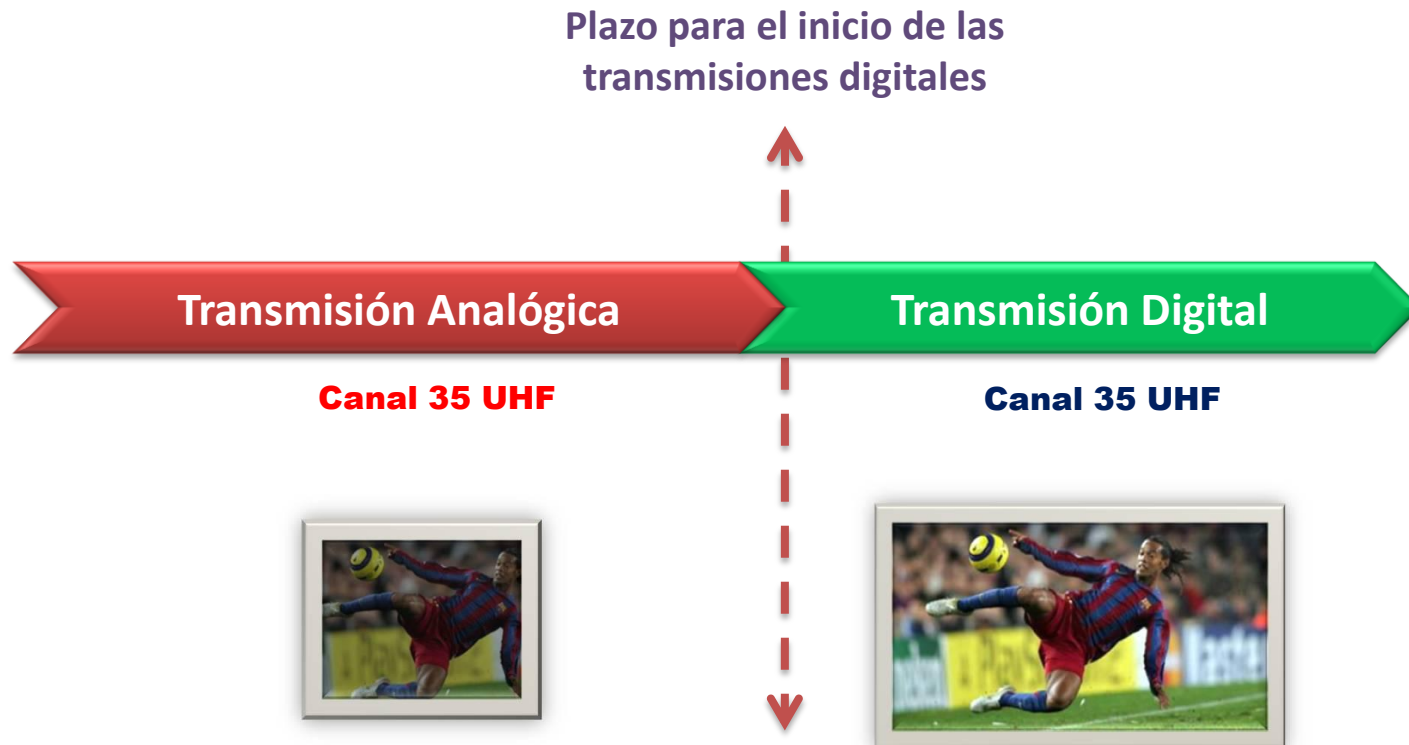 Plazo para el inicio de las
transmisiones digitales
Transmisión Analógica
Transmisión Digital
Canal 35 UHF
Canal 35 UHF